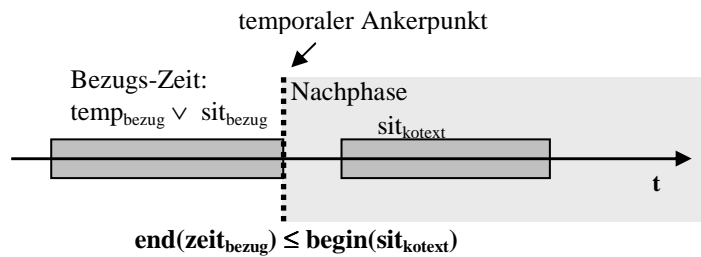 temporaler Ankerpunkt
Bezugs-Zeit:
temp_bezug ∨ sit_bezug
Nachphase
sit_kotext
t
end(zeit_bezug) ≤ begin(sit_kotext)